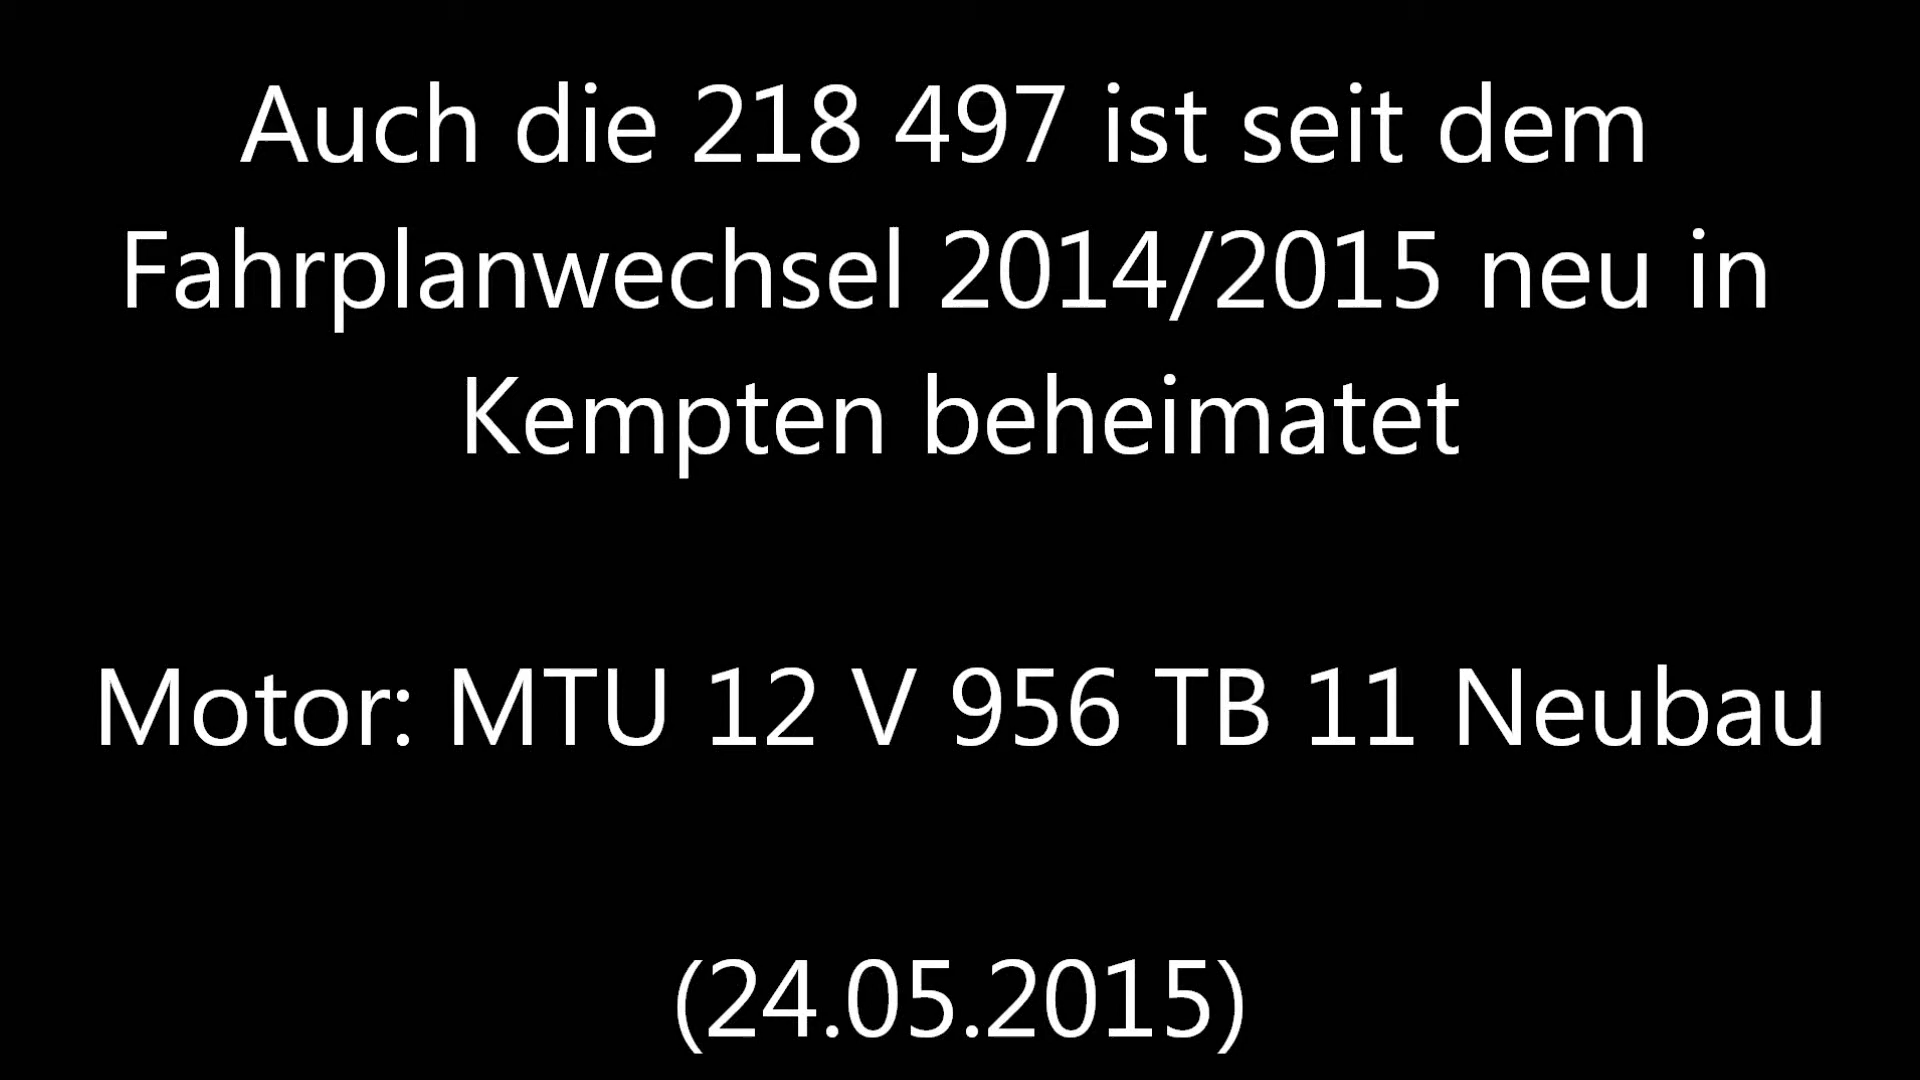 Auch die 218 497 ist seit dem
Fahrplanwechsel 2014/2015 neu in
Kempten beheimatet
Motor: MTU 12 V 956 TB 11 Neubau
(24.05.2015)